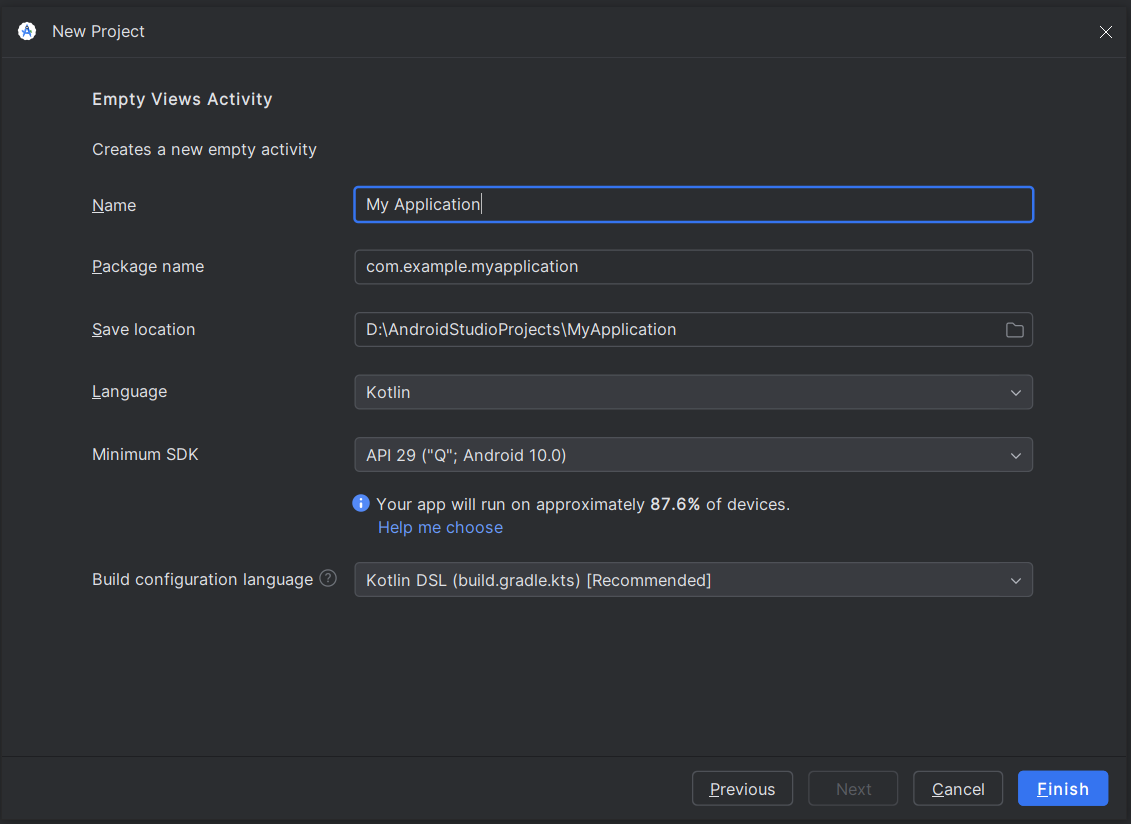 New Project
Empty Views Activity
Creates a new empty activity
Name My Application
Package name com.example.myapplication
Save location D:\AndroidStudioProjects\MyApplication
Language Kotlin
Minimum SDK API 29 ("Q"; Android 10.0)
Your app will run on approximately 87.6% of devices.
Help me choose
Build configuration language ? Kotlin DSL (build.gradle.kts) [Recommended]
Previous Next Cancel Finish